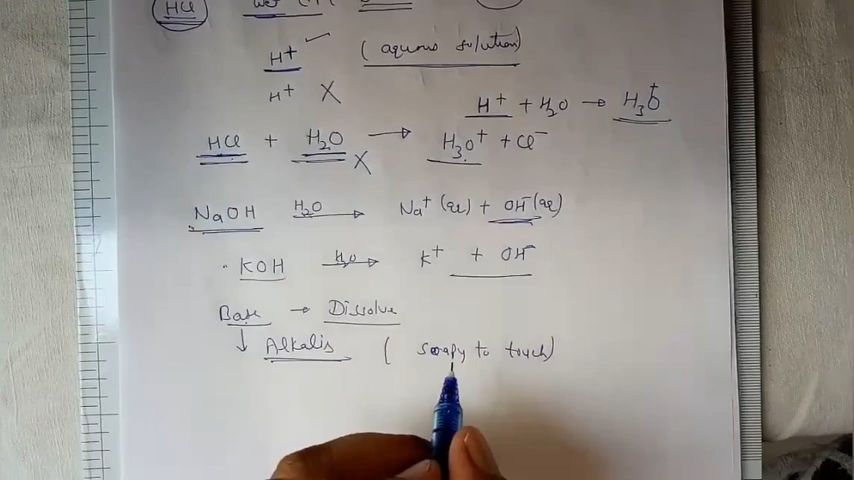 HCl
H⁺ (aquous solution)
H⁺ X
H⁺ + H₂O → H₃O⁺
HCl + H₂O → H₃O⁺ + Cl⁻
X
NaOH H₂O → Na⁺ (aq) + OH⁻ (aq)
KOH H₂O → K⁺ + OH⁻
Base → Dissolve
↓ Alkalis ( soapy to touch)